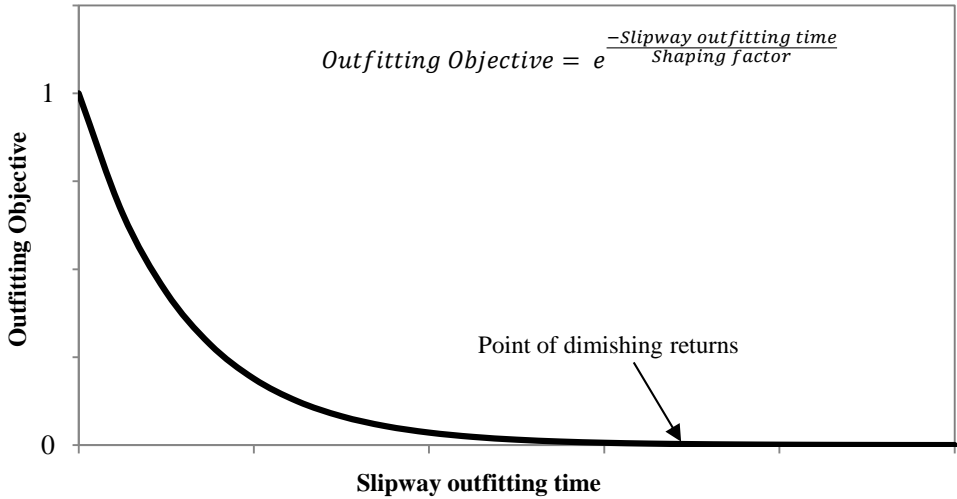 Outfitting Objective = e^(-Slipway outfitting time / Shaping factor)
1
Outfitting Objective
Point of dimishing returns
0
Slipway outfitting time